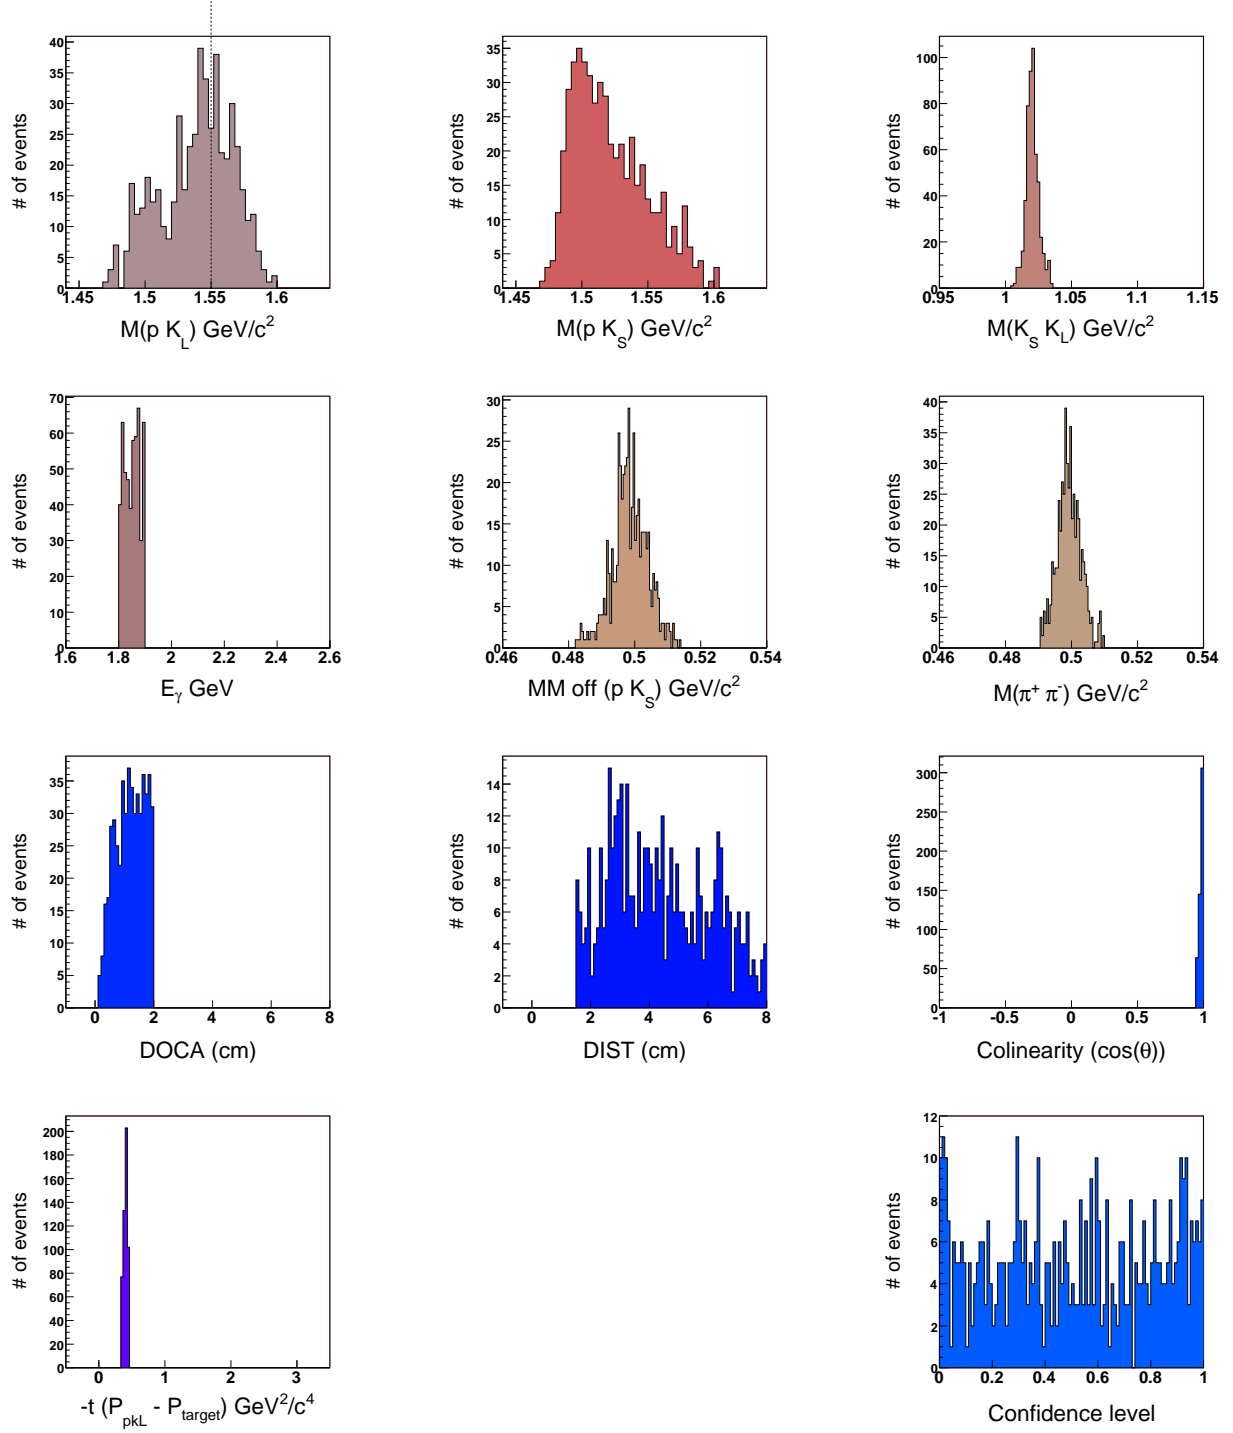 # of events
40
35
30
25
20
15
10
5
0
1.45 1.5 1.55 1.6
M(p K_L) GeV/c²
# of events
35
30
25
20
15
10
5
0
1.45 1.5 1.55 1.6
M(p K_S) GeV/c²
# of events
100
80
60
40
20
0
0.95 1 1.05 1.1 1.15
M(K_S K_L) GeV/c²
# of events
70
60
50
40
30
20
10
0
1.6 1.8 2 2.2 2.4 2.6
E_γ GeV
# of events
30
25
20
15
10
5
0
0.46 0.48 0.5 0.52 0.54
MM off (p K_S) GeV/c²
# of events
40
35
30
25
20
15
10
5
0
0.46 0.48 0.5 0.52 0.54
M(π⁺ π⁻) GeV/c²
# of events
35
30
25
20
15
10
5
0
0 2 4 6 8
DOCA (cm)
# of events
14
12
10
8
6
4
2
0
0 2 4 6 8
DIST (cm)
# of events
300
250
200
150
100
50
0
-1 -0.5 0 0.5 1
Colinearity (cos(θ))
# of events
200
180
160
140
120
100
80
60
40
20
0
0 1 2 3
-t (P_pkL - P_target) GeV²/c⁴
# of events
12
10
8
6
4
2
0
0 0.2 0.4 0.6 0.8 1
Confidence level